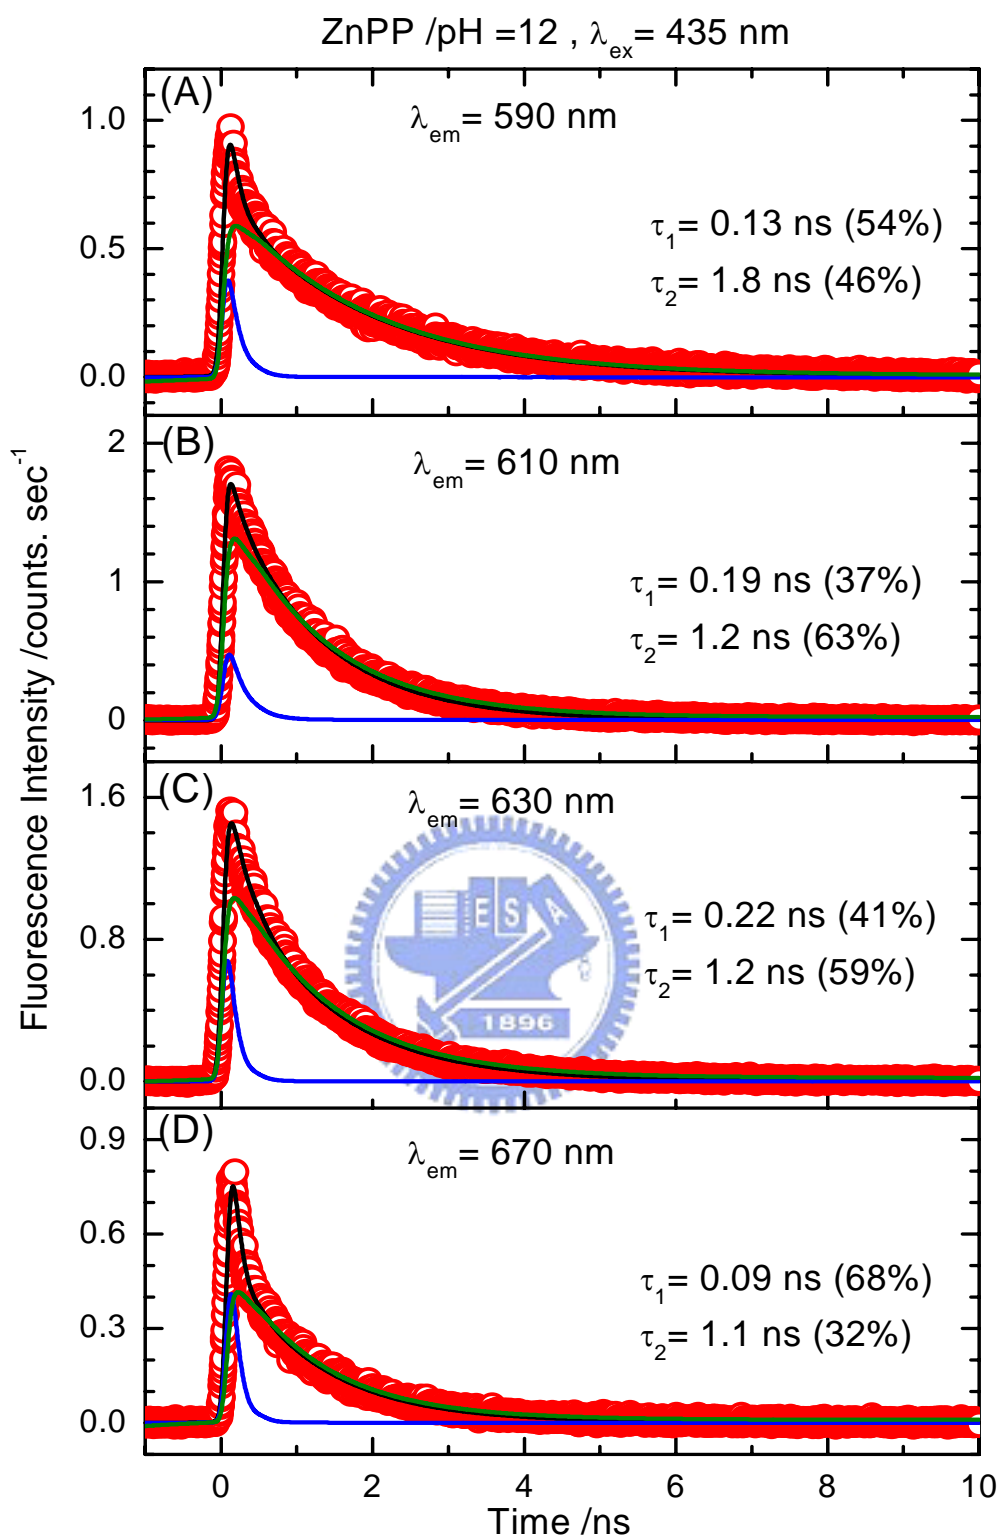 ZnPP /pH =12 , λex= 435 nm
(A)
λem= 590 nm
τ1= 0.13 ns (54%)
τ2= 1.8 ns (46%)
1.0
0.5
0.0
(B)
λem= 610 nm
τ1= 0.19 ns (37%)
τ2= 1.2 ns (63%)
2
1
0
(C)
λem= 630 nm
τ1= 0.22 ns (41%)
τ2= 1.2 ns (59%)
1.6
0.8
0.0
E S A
1896
(D)
λem= 670 nm
τ1= 0.09 ns (68%)
τ2= 1.1 ns (32%)
0.9
0.6
0.3
0.0
0 2 4 6 8 10
Time /ns
Fluorescence Intensity /counts. sec-1